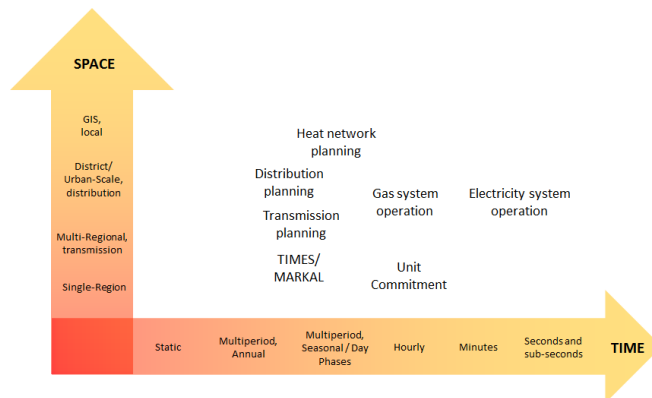 SPACE
GIS,
local
District/
Urban-Scale,
distribution
Multi-Regional,
transmission
Single-Region
Heat network
planning
Distribution
planning
Gas system
operation
Electricity system
operation
Transmission
planning
TIMES/
MARKAL
Unit
Commitment
Static
Multiperiod,
Annual
Multiperiod,
Seasonal / Day
Phases
Hourly
Minutes
Seconds and
sub-seconds
TIME